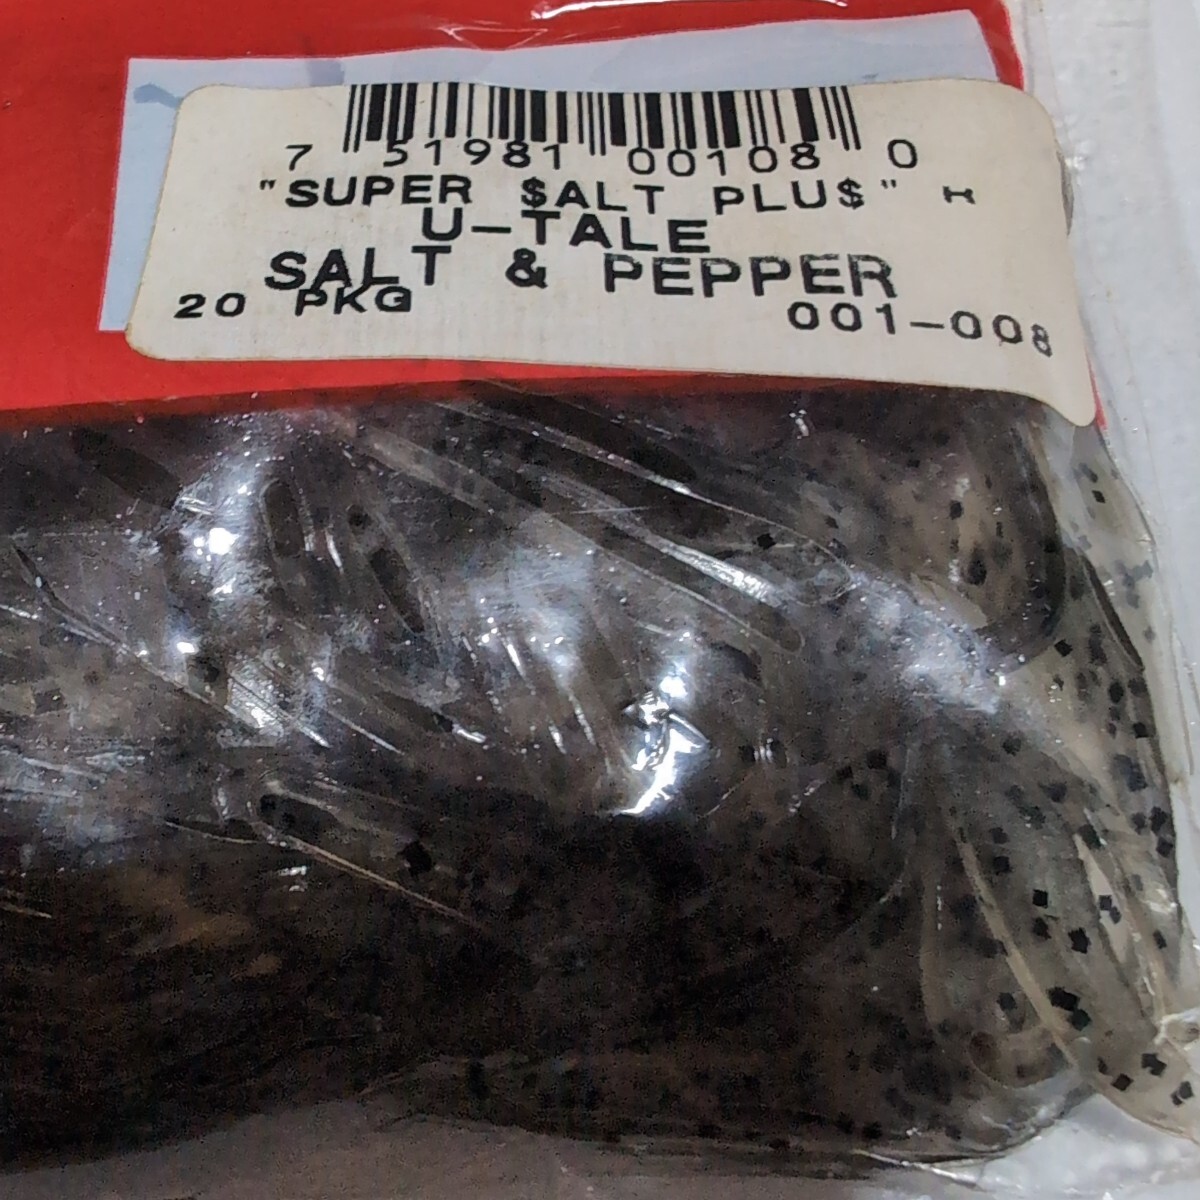 7 51981 00108 0
"SUPER $ALT PLU$" H
U-TALE
SALT & PEPPER
20 PKG 001-008